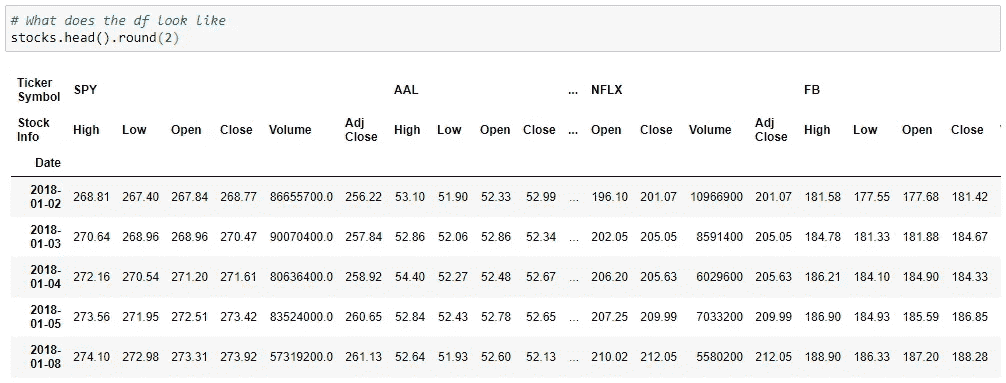 # What does the df look like
stocks.head().round(2)
Ticker
Symbol SPY AAL ... NFLX FB
Stock
Info High Low Open Close Volume Adj
Close High Low Open Close ... Open Close Volume Adj
Close High Low Open Close
Date
2018-
01-02 268.81 267.40 267.84 268.77 86655700.0 256.22 53.10 51.90 52.33 52.99 ... 196.10 201.07 10966900 201.07 181.58 177.55 177.68 181.42
2018-
01-03 270.64 268.96 268.96 270.47 90070400.0 257.84 52.86 52.06 52.86 52.34 ... 202.05 205.05 8591400 205.05 184.78 181.33 181.88 184.67
2018-
01-04 272.16 270.54 271.20 271.61 80636400.0 258.92 54.40 52.27 52.48 52.67 ... 206.20 205.63 6029600 205.63 186.21 184.10 184.90 184.33
2018-
01-05 273.56 271.95 272.51 273.42 83524000.0 260.65 52.84 52.43 52.78 52.65 ... 207.25 209.99 7033200 209.99 186.90 184.93 185.59 186.85
2018-
01-08 274.10 272.98 273.31 273.92 57319200.0 261.13 52.64 51.93 52.60 52.13 ... 210.02 212.05 5580200 212.05 188.90 186.33 187.20 188.28